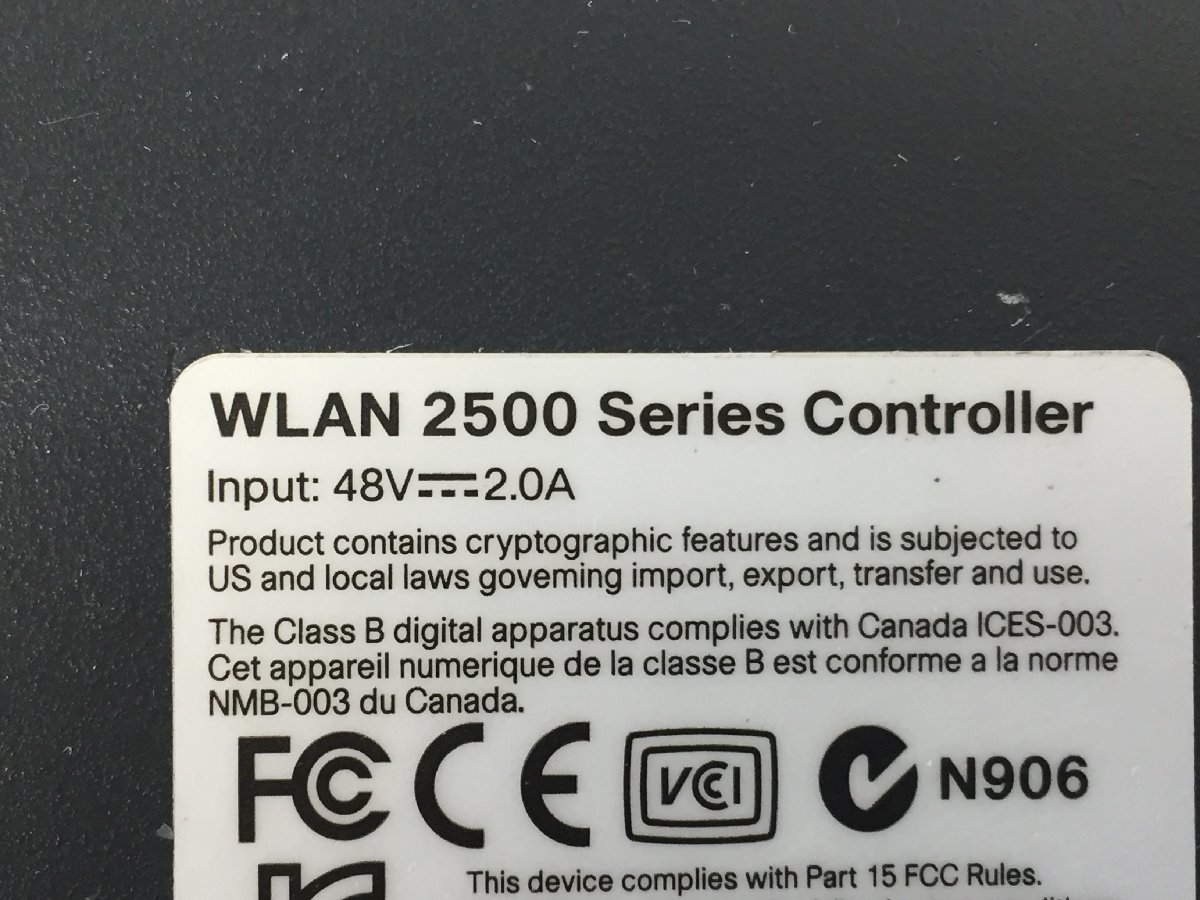 WLAN 2500 Series Controller
Input: 48V⎓2.0A
Product contains cryptographic features and is subjected to
US and local laws goveming import, export, transfer and use.
The Class B digital apparatus complies with Canada ICES-003.
Cet appareil numerique de la classe B est conforme a la norme
NMB-003 du Canada.
FC CE VCCI N906
This device complies with Part 15 FCC Rules.